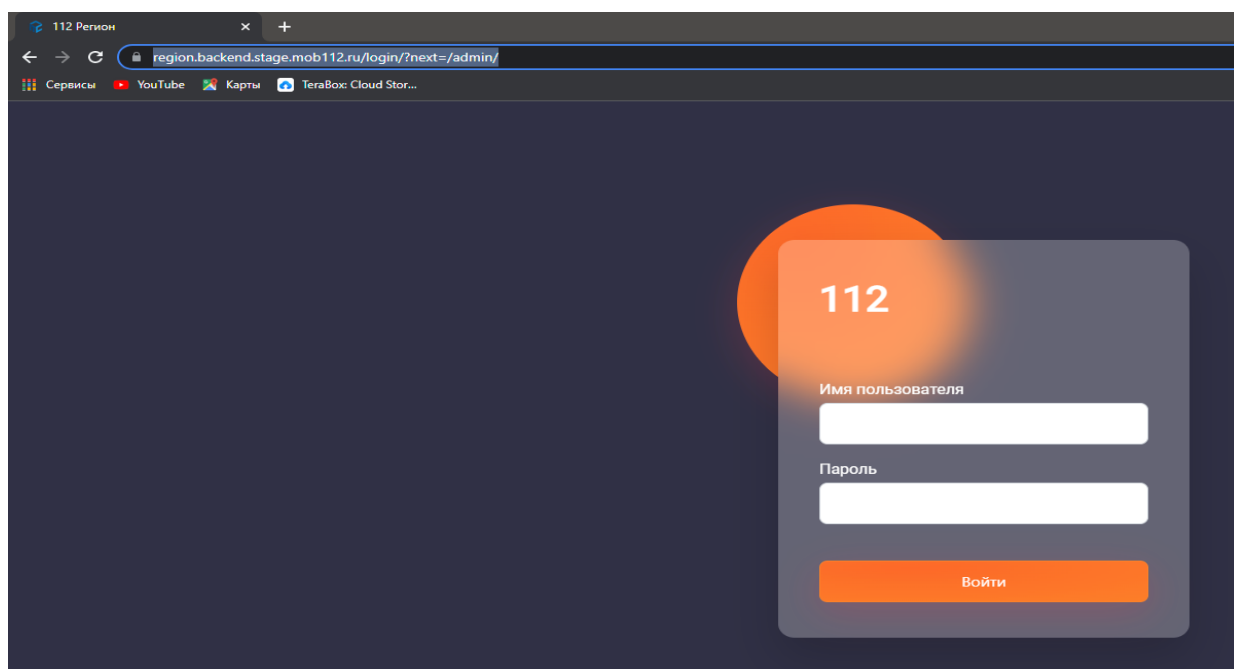 112 Регион
region.backend.stage.mob112.ru/login/?next=/admin/
Сервисы YouTube Карты TeraBox: Cloud Stor...
112
Имя пользователя
Пароль
Войти